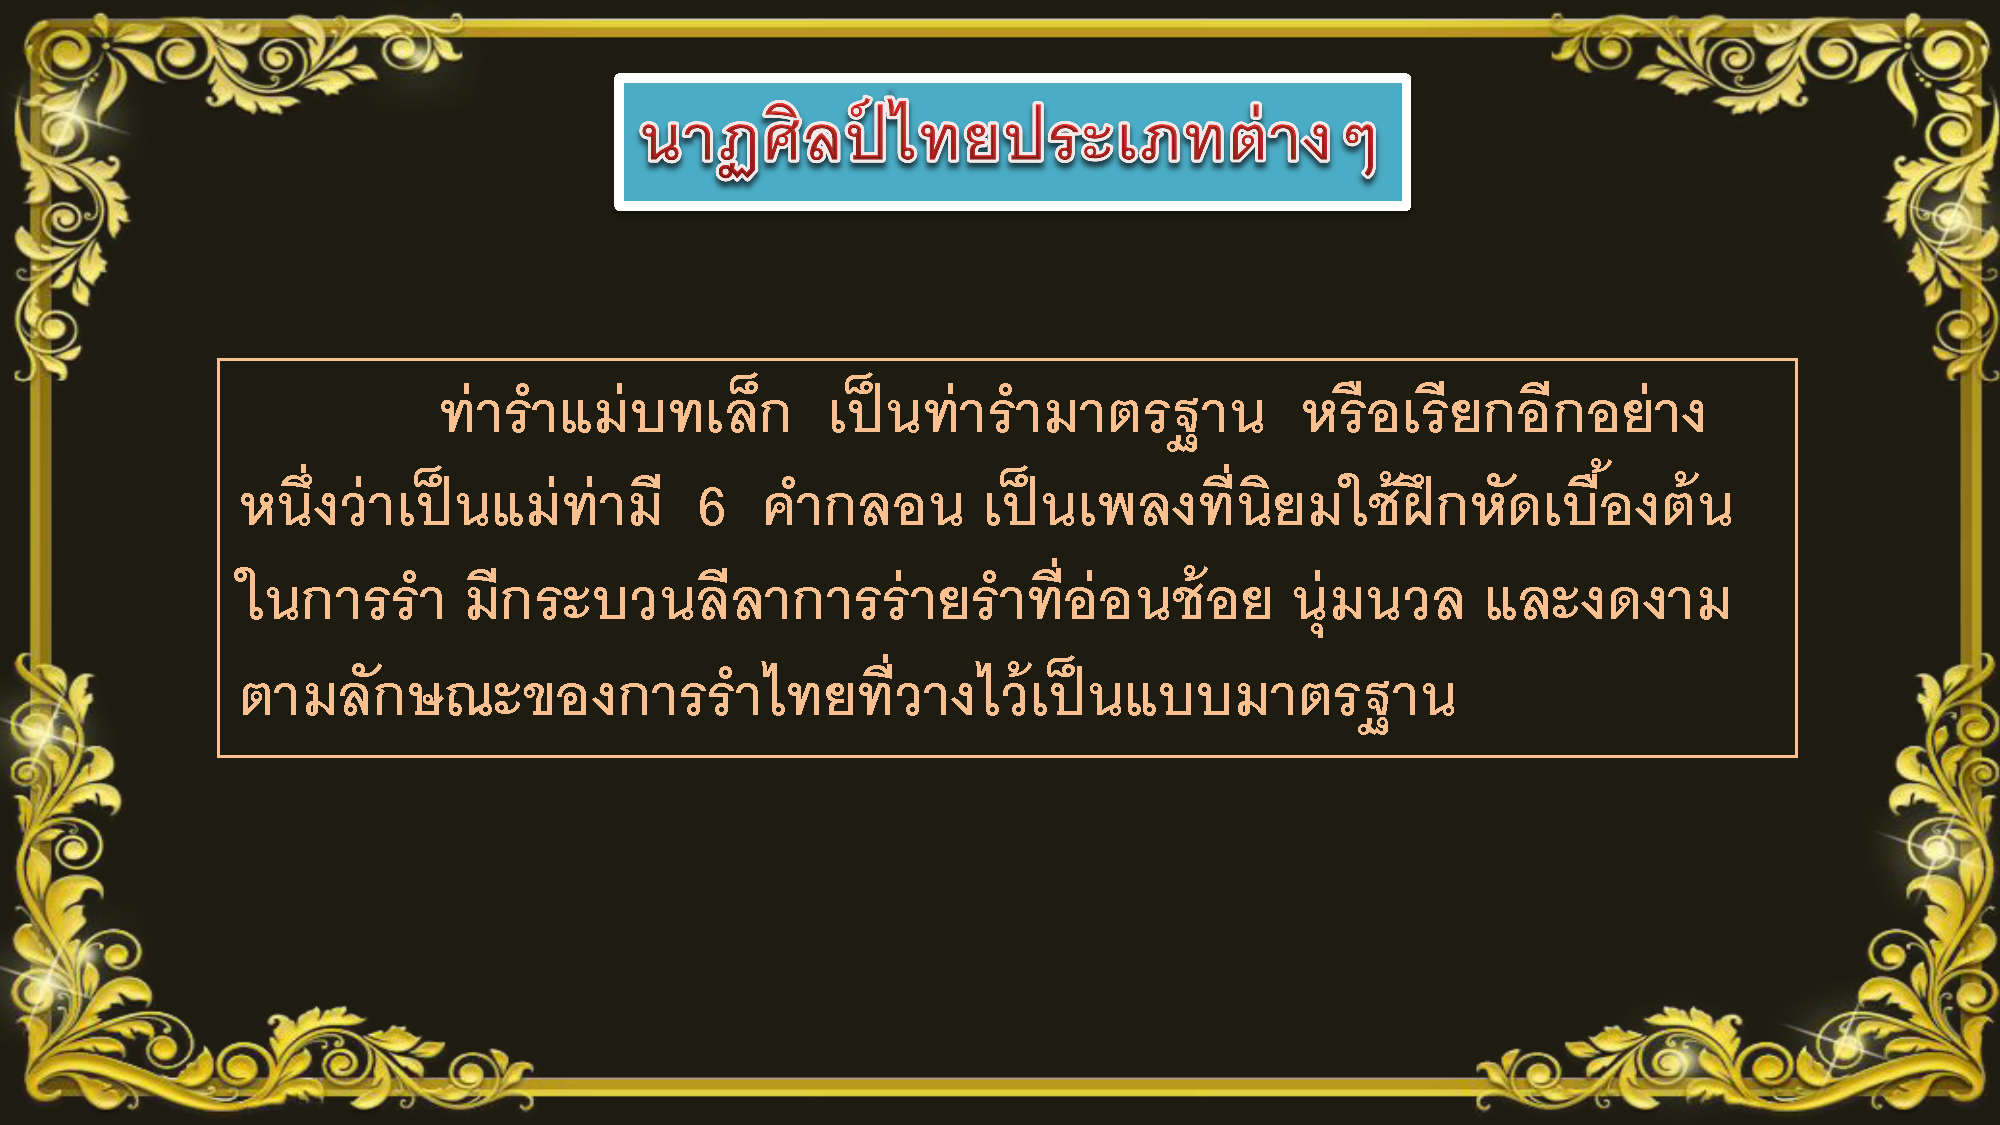 นาฏศิลป์ไทยประเภทต่างๆ
ท่ารำแม่บทเล็ก เป็นท่ารำมาตรฐาน หรือเรียกอีกอย่าง
หนึ่งว่าเป็นแม่ท่ามี 6 คำกลอน เป็นเพลงที่นิยมใช้ฝึกหัดเบื้องต้น
ในการรำ มีกระบวนลีลาการร่ายรำที่อ่อนช้อย นุ่มนวล และงดงาม
ตามลักษณะของการรำไทยที่วางไว้เป็นแบบมาตรฐาน